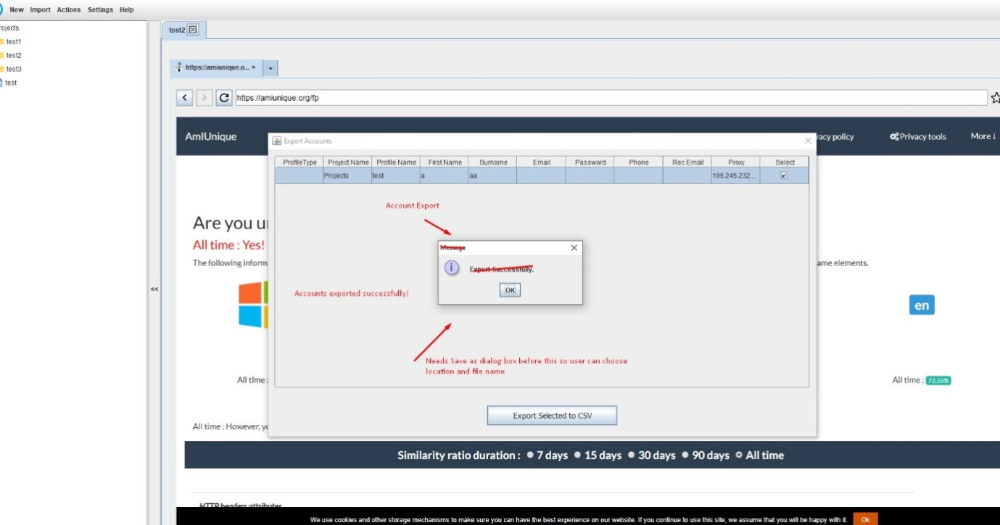 New Import Actions Settings Help
rojects
test1
test2
test3
test
test2
https://amiunique.o... × +
https://amiunique.org/fp
AmIUnique
vacy policy
Privacy tools
More
Export Accounts
ProfileType Project Name Profile Name First Name Surname Email Password Phone Rec Email Proxy Select
Projects test a aa 196.245.232...
Account Export
Are you u
Message
All time : Yes!
The following inform
ame elements.
Export Successfully.
<<
OK
Accounts exported successfully!
en
Needs Save as dialog box before this so user can choose
location and file name
All time :
All time : 72.55%
Export Selected to CSV
All time : However, yo
Similarity ratio duration : 7 days 15 days 30 days 90 days All time
HTTP headers attributes
We use cookies and other storage mechanisms to make sure you can have the best experience on our website. If you continue to use this site, we assume that you will be happy with it. Ok